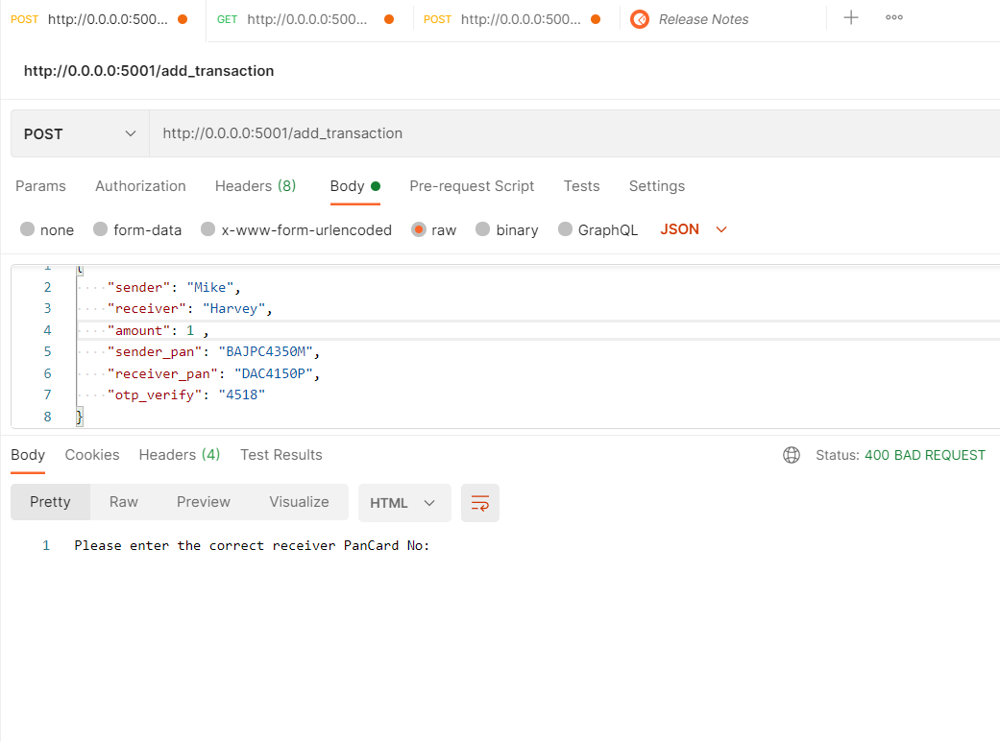 POST http://0.0.0.0:500... GET http://0.0.0.0:500... POST http://0.0.0.0:500... Release Notes
http://0.0.0.0:5001/add_transaction
POST http://0.0.0.0:5001/add_transaction
Params Authorization Headers (8) Body Pre-request Script Tests Settings
none form-data x-www-form-urlencoded raw binary GraphQL JSON
1 {
2 "sender": "Mike",
3 "receiver": "Harvey",
4 "amount": 1 ,
5 "sender_pan": "BAJPC4350M",
6 "receiver_pan": "DAC4150P",
7 "otp_verify": "4518"
8 }
Body Cookies Headers (4) Test Results Status: 400 BAD REQUEST
Pretty Raw Preview Visualize HTML
1 Please enter the correct receiver PanCard No: